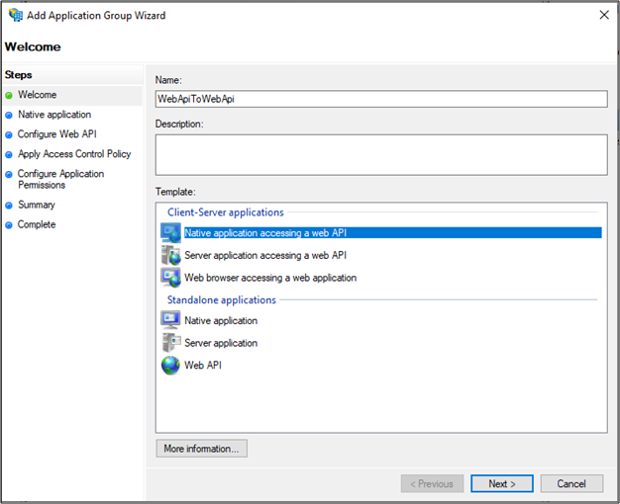 Add Application Group Wizard
Welcome
Steps
Welcome
Native application
Configure Web API
Apply Access Control Policy
Configure Application
Permissions
Summary
Complete
Name:
WebApiToWebApi
Description:
Template:
Client-Server applications
Native application accessing a web API
Server application accessing a web API
Web browser accessing a web application
Standalone applications
Native application
Server application
Web API
More information...
< Previous
Next >
Cancel